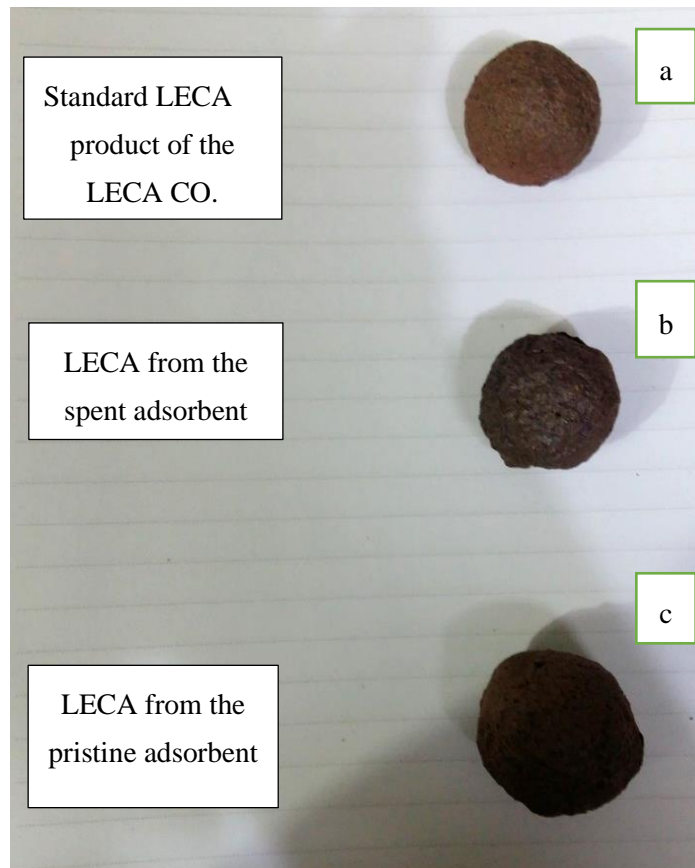 Standard LECA
product of the
LECA CO.
a
LECA from the
spent adsorbent
b
LECA from the
pristine adsorbent
c